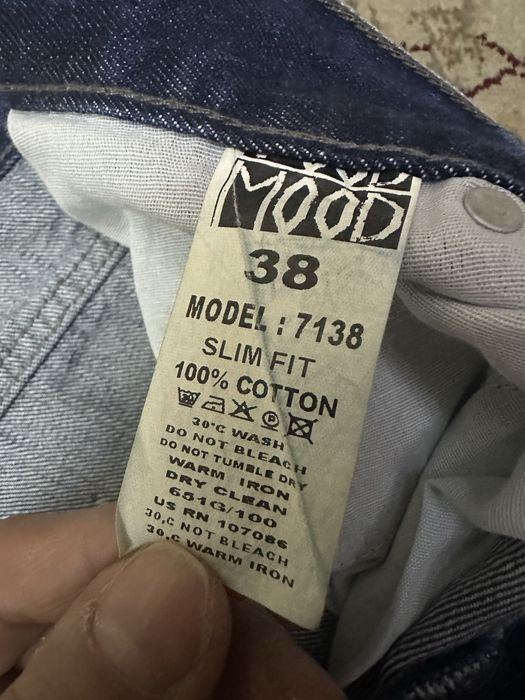 MOOD
38
MODEL : 7138
SLIM FIT
100% COTTON
30°C WASH
DO NOT BLEACH
DO NOT TUMBLE DRY
WARM IRON
DRY CLEAN
651G/100
US RN 107086
30,C NOT BLEACH
30,C WARM IRON